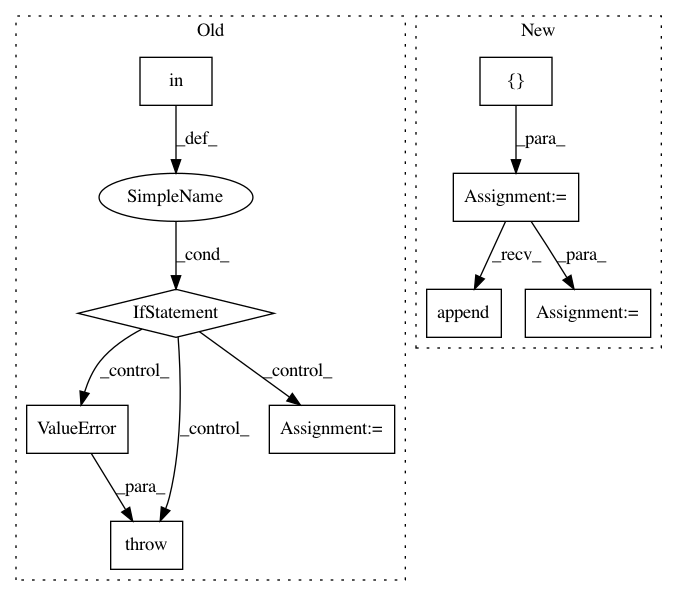 Old
New
in
{}
_def_
_para_
SimpleName
Assignment:=
_cond_
_recv_
_para_
IfStatement
append
Assignment:=
_control_
_control_
_control_
ValueError
Assignment:=
_para_
throw